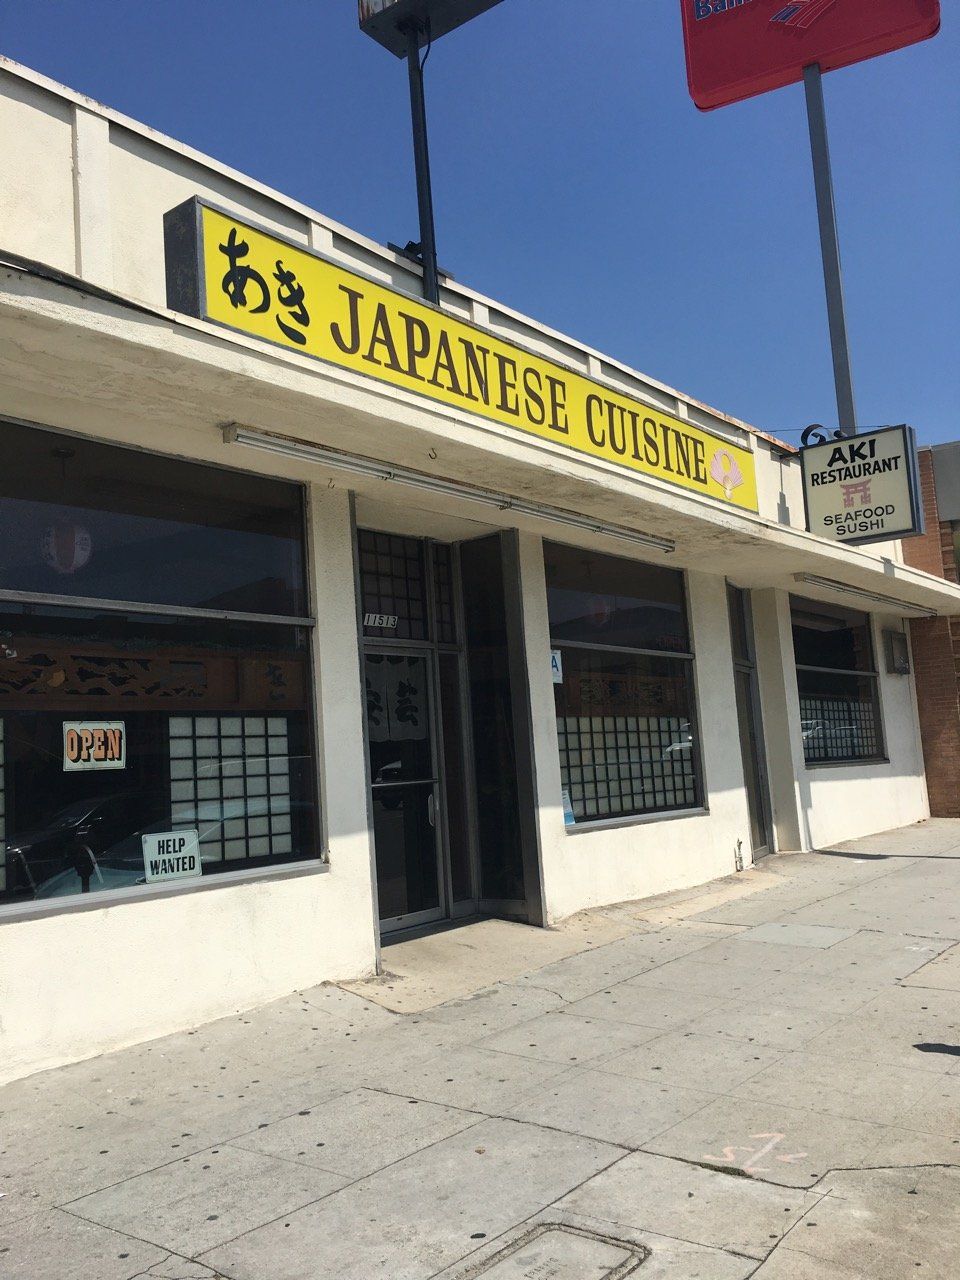 あき JAPANESE CUISINE
AKI
RESTAURANT
SEAFOOD
SUSHI
11513
A
OPEN
HELP
WANTED